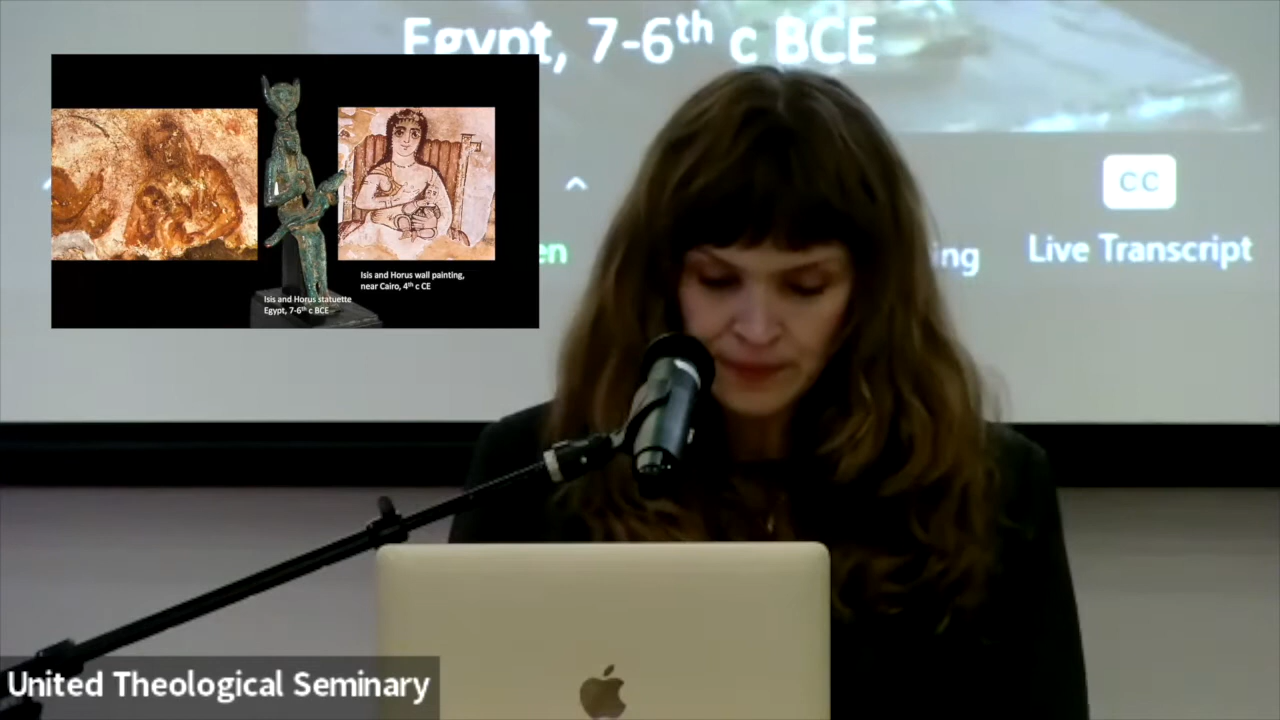 Egypt, 7-6th c BCE
Isis and Horus wall painting,
near Cairo, 4th c CE
Isis and Horus statuette
Egypt, 7-6th c BCE
CC
Live Transcript
United Theological Seminary